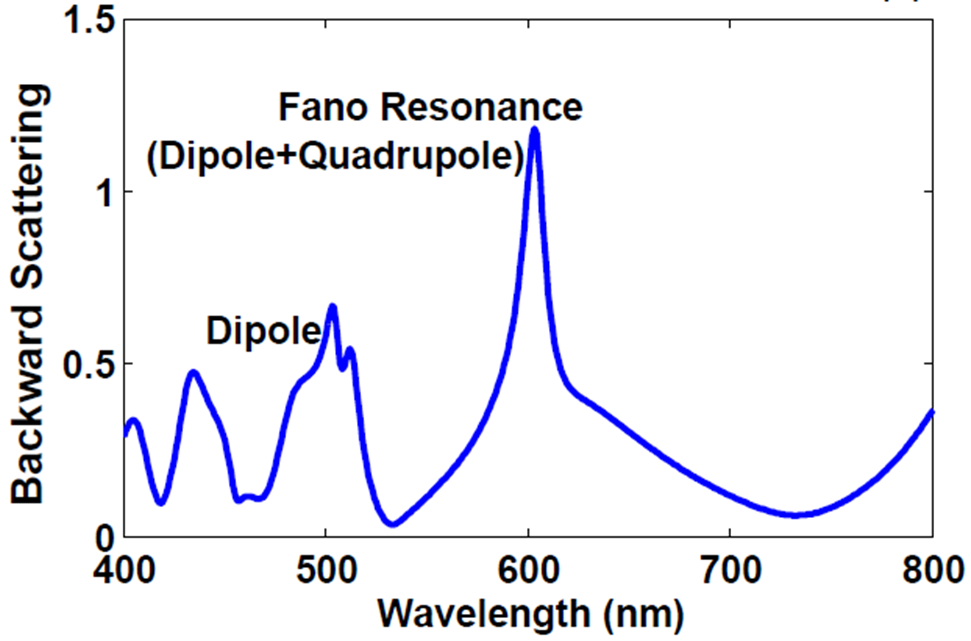 Fano Resonance
(Dipole+Quadrupole)
Dipole
Backward Scattering
1.5
1
0.5
0
400 500 600 700 800
Wavelength (nm)